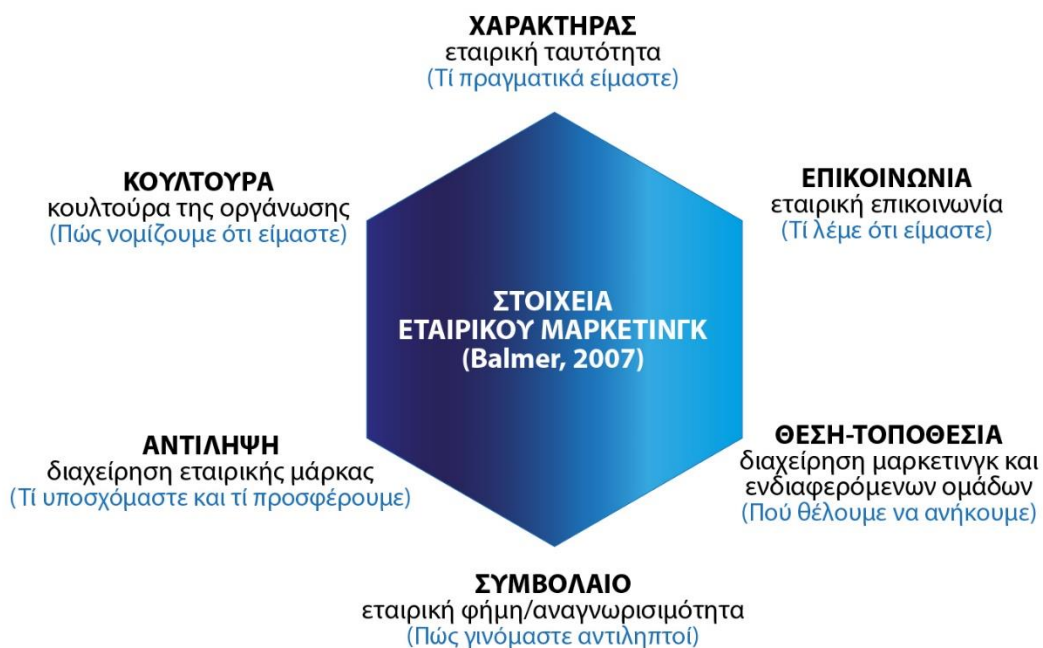 ΧΑΡΑΚΤΗΡΑΣ
εταιρική ταυτότητα
(Τί πραγματικά είμαστε)
ΚΟΥΛΤΟΥΡΑ
κουλτούρα της οργάνωσης
(Πώς νομίζουμε ότι είμαστε)
ΕΠΙΚΟΙΝΩΝΙΑ
εταιρική επικοινωνία
(Τί λέμε ότι είμαστε)
ΣΤΟΙΧΕΙΑ
ΕΤΑΙΡΙΚΟΥ ΜΑΡΚΕΤΙΝΓΚ
(Balmer, 2007)
ΑΝΤΙΛΗΨΗ
διαχείρηση εταιρικής μάρκας
(Τί υποσχόμαστε και τί προσφέρουμε)
ΘΕΣΗ-ΤΟΠΟΘΕΣΙΑ
διαχείρηση μαρκετινγκ και
ενδιαφερόμενων ομάδων
(Πού θέλουμε να ανήκουμε)
ΣΥΜΒΟΛΑΙΟ
εταιρική φήμη/αναγνωρισιμότητα
(Πώς γινόμαστε αντιληπτοί)